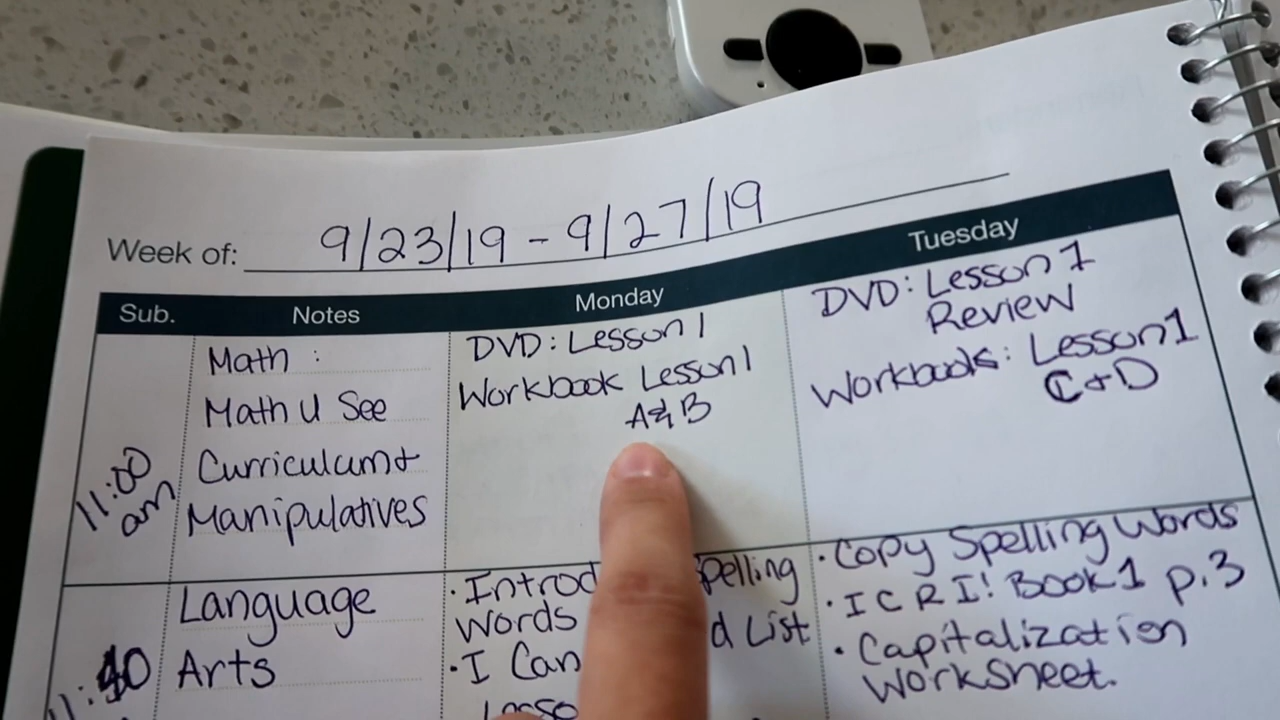 Week of: 9/23/19 - 9/27/19
Sub. Notes Monday Tuesday
11:00 am
Math :
Math U See
Curriculum +
Manipulatives
DVD: Lesson 1
Workbook Lesson 1
A & B
DVD: Lesson 1
Review
Workbooks: Lesson 1
C + D
Language
Arts
Words
List
· I Can
· Copy Spelling Words
· I C R I! Book 1 p.3
· Capitalization
Worksheet.